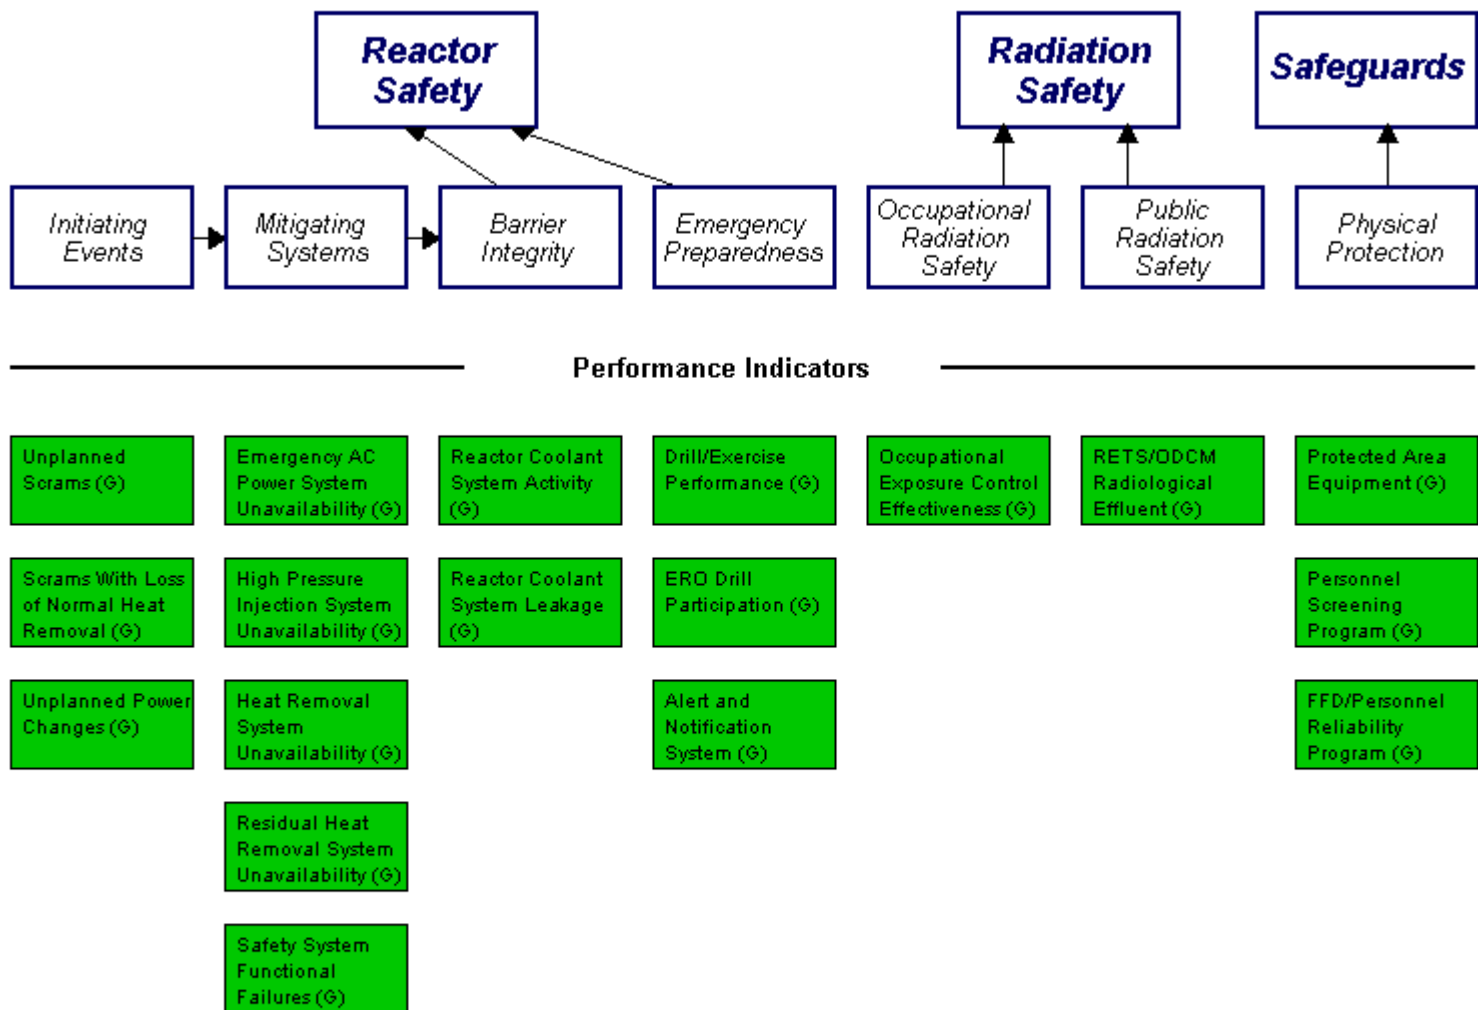 Reactor
Safety
Radiation
Safety
Safeguards
Initiating
Events
Mitigating
Systems
Barrier
Integrity
Emergency
Preparedness
Occupational
Radiation
Safety
Public
Radiation
Safety
Physical
Protection
Performance Indicators
Unplanned
Scrams (G)
Emergency AC
Power System
Unavailability (G)
Reactor Coolant
System Activity
(G)
Drill/Exercise
Performance (G)
Occupational
Exposure Control
Effectiveness (G)
RETS/ODCM
Radiological
Effluent (G)
Protected Area
Equipment (G)
Scrams With Loss
of Normal Heat
Removal (G)
High Pressure
Injection System
Unavailability (G)
Reactor Coolant
System Leakage
(G)
ERO Drill
Participation (G)
Personnel
Screening
Program (G)
Unplanned Power
Changes (G)
Heat Removal
System
Unavailability (G)
Alert and
Notification
System (G)
FFD/Personnel
Reliability
Program (G)
Residual Heat
Removal System
Unavailability (G)
Safety System
Functional
Failures (G)